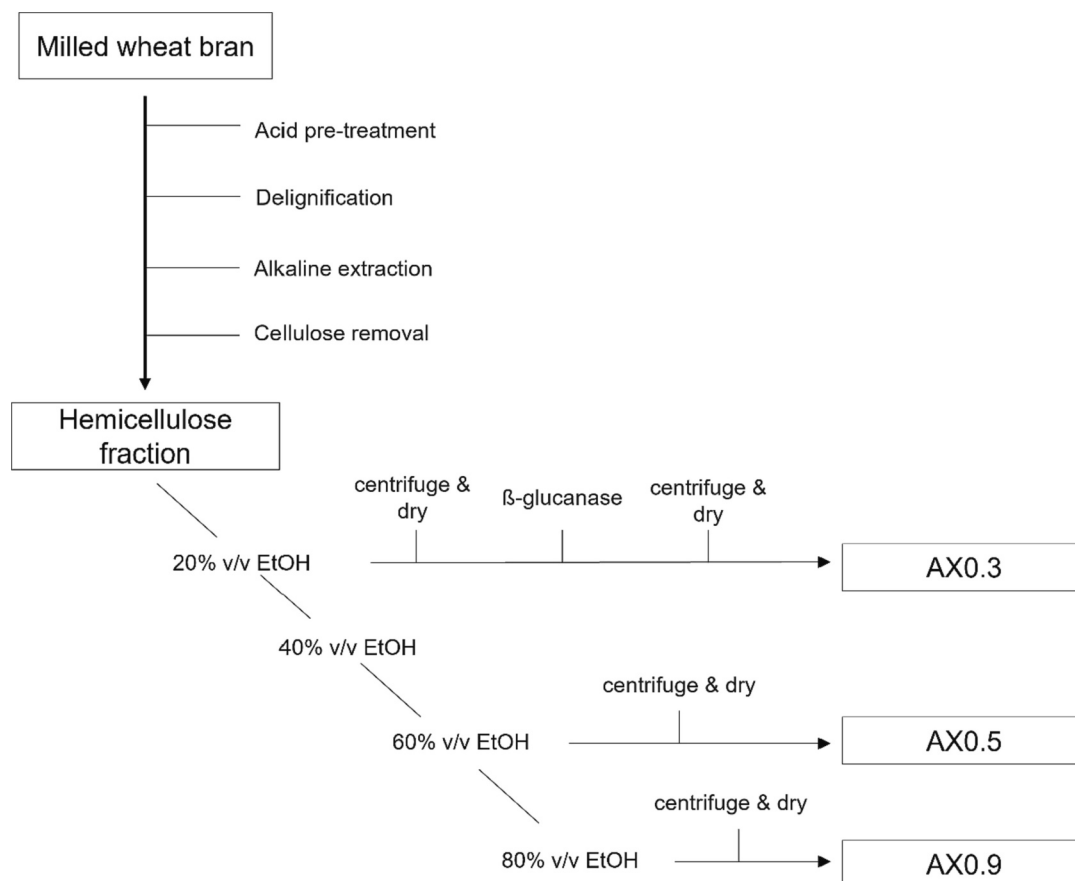 Milled wheat bran
Acid pre-treatment
Delignification
Alkaline extraction
Cellulose removal
Hemicellulose
fraction
centrifuge &
dry
ß-glucanase
centrifuge &
dry
20% v/v EtOH
AX0.3
40% v/v EtOH
centrifuge & dry
60% v/v EtOH
AX0.5
centrifuge & dry
80% v/v EtOH
AX0.9